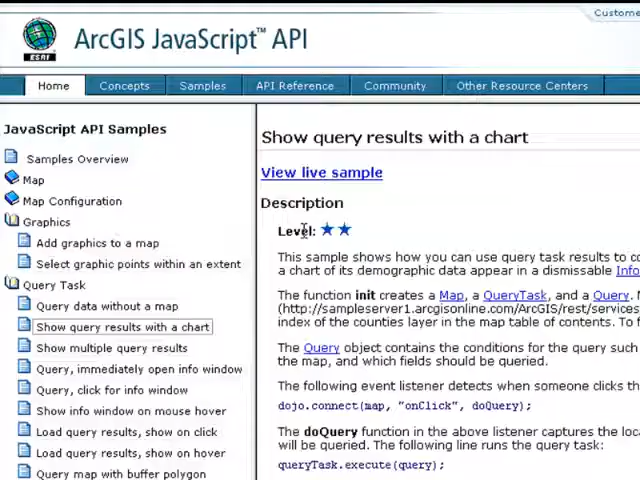 Custome
ESRI
ArcGIS JavaScript™ API
Home Concepts Samples API Reference Community Other Resource Centers
JavaScript API Samples
Samples Overview
Map
Map Configuration
Graphics
Add graphics to a map
Select graphic points within an extent
Query Task
Query data without a map
Show query results with a chart
Show multiple query results
Query, immediately open info window
Query, click for info window
Show info window on mouse hover
Load query results, show on click
Load query results, show on hover
Query map with buffer polygon
Show query results with a chart
View live sample
Description
Level: ★★
This sample shows how you can use query task results to co
a chart of its demographic data appear in a dismissable Info
The function init creates a Map, a QueryTask, and a Query.
(http://sampleserver1.arcgisonline.com/ArcGIS/rest/services
index of the counties layer in the map table of contents. To f
The Query object contains the conditions for the query such
the map, and which fields should be queried.
The following event listener detects when someone clicks th
dojo.connect(map, "onClick", doQuery);
The doQuery function in the above listener captures the loca
will be queried. The following line runs the query task:
queryTask.execute(query);